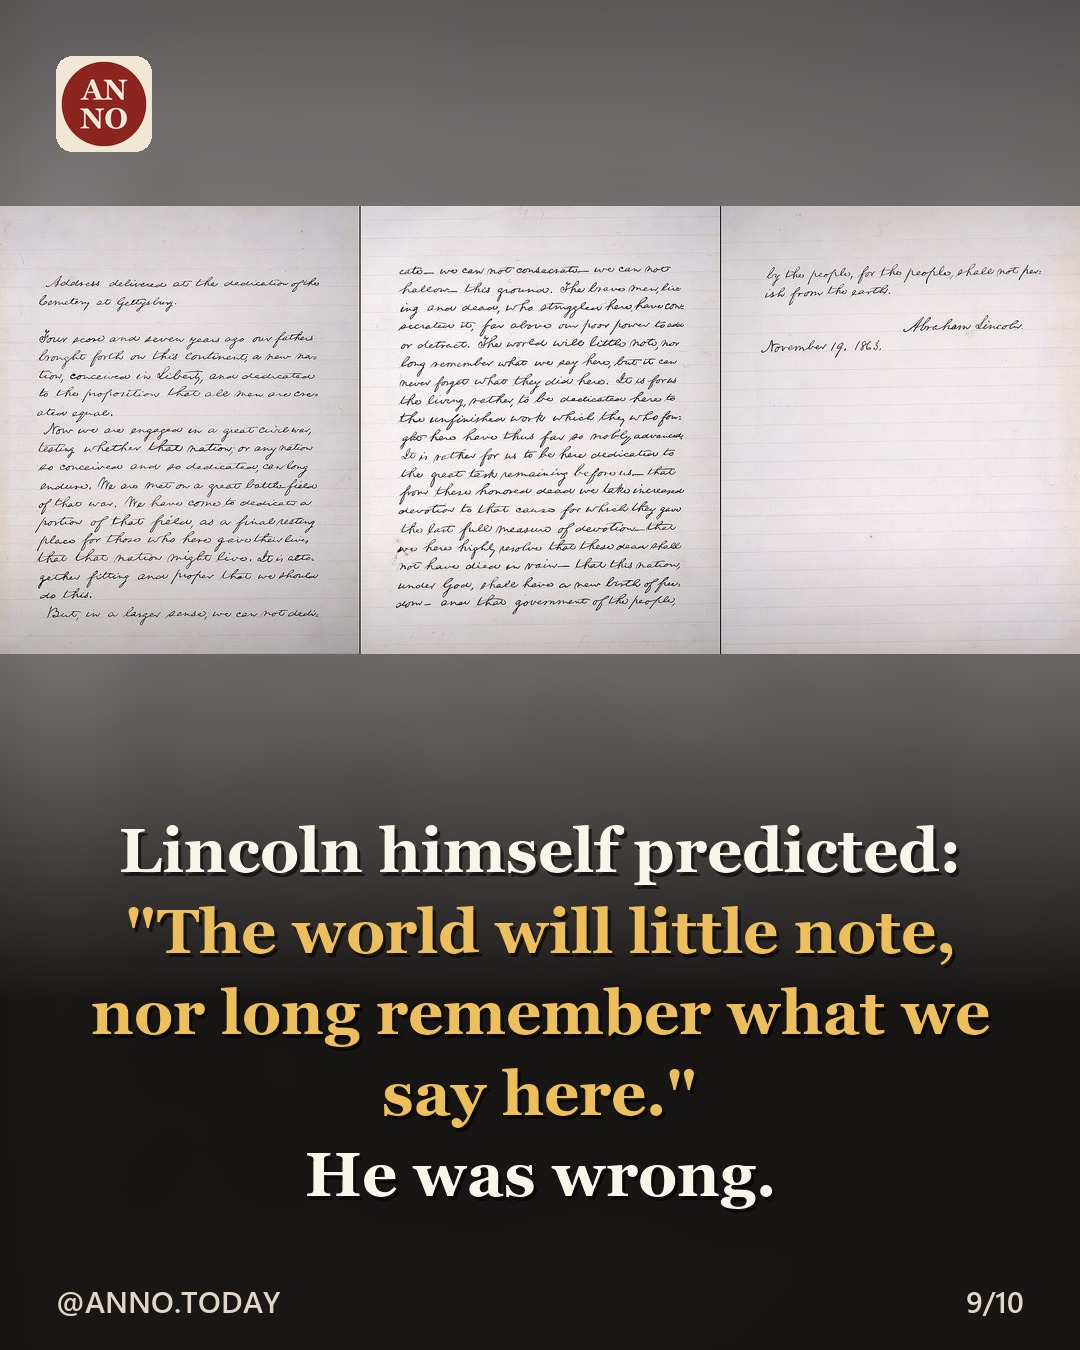 AN
NO
Address delivered at the dedication of the
Cemetery at Gettysburg.
Four score and seven years ago our fathers
brought forth on this continent, a new na-
tion, conceived in Liberty, and dedicated
to the proposition that all men are cre-
ated equal.
Now we are engaged in a great civil war,
testing whether that nation, or any nation
so conceived and so dedicated, can long
endure. We are met on a great battle-field
of that war. We have come to dedicate a
portion of that field, as a final resting
place for those who here gave their lives,
that that nation might live. It is alto-
gether fitting and proper that we should
do this.
But, in a larger sense, we can not dedi-
cate— we can not consecrate— we can not
hallow— this ground. The brave men, liv-
ing and dead, who struggled here, have con-
secrated it, far above our poor power to add
or detract. The world will little note, nor
long remember what we say here, but it can
never forget what they did here. It is for us
the living, rather, to be dedicated here to
the unfinished work which they who fou-
ght here have thus far so nobly advanced.
It is rather for us to be here dedicated to
the great task remaining before us— that
from these honored dead we take increased
devotion to that cause for which they gave
the last full measure of devotion— that
we here highly resolve that these dead shall
not have died in vain— that this nation,
under God, shall have a new birth of free-
dom— and that government of the people,
by the people, for the people, shall not per-
ish from the earth.
Abraham Lincoln.
November 19, 1863.
Lincoln himself predicted:
"The world will little note,
nor long remember what we
say here."
He was wrong.
@ANNO.TODAY
9/10